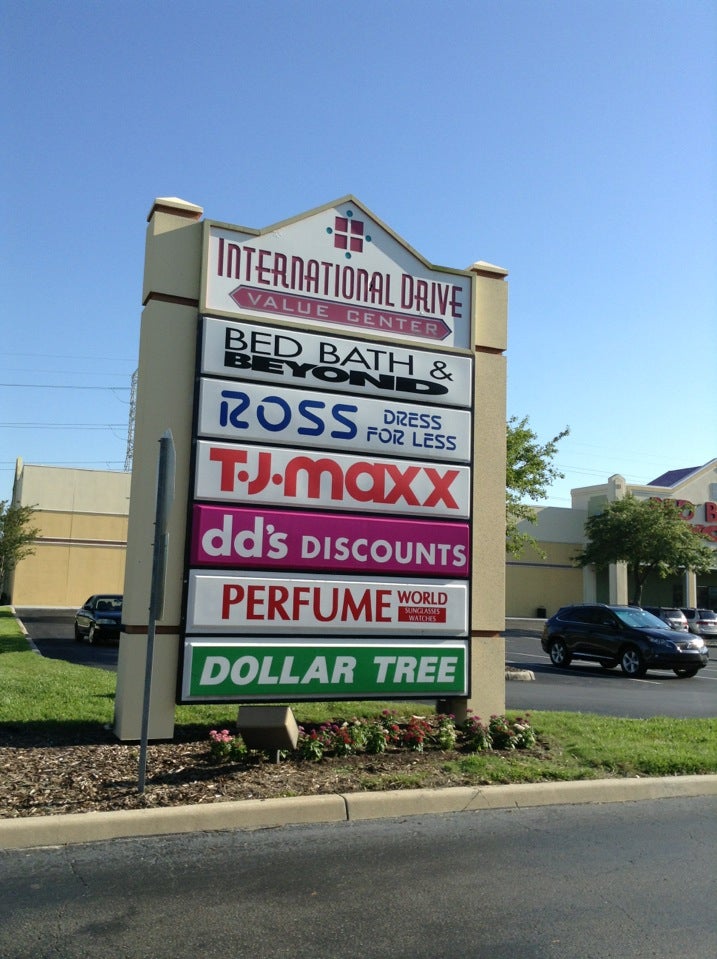 INTERNATIONAL DRIVE
VALUE CENTER
BED BATH &
BEYOND
ROSS DRESS
FOR LESS
T·J·maxx
dd's DISCOUNTS
PERFUME WORLD
SUNGLASSES
WATCHES
DOLLAR TREE